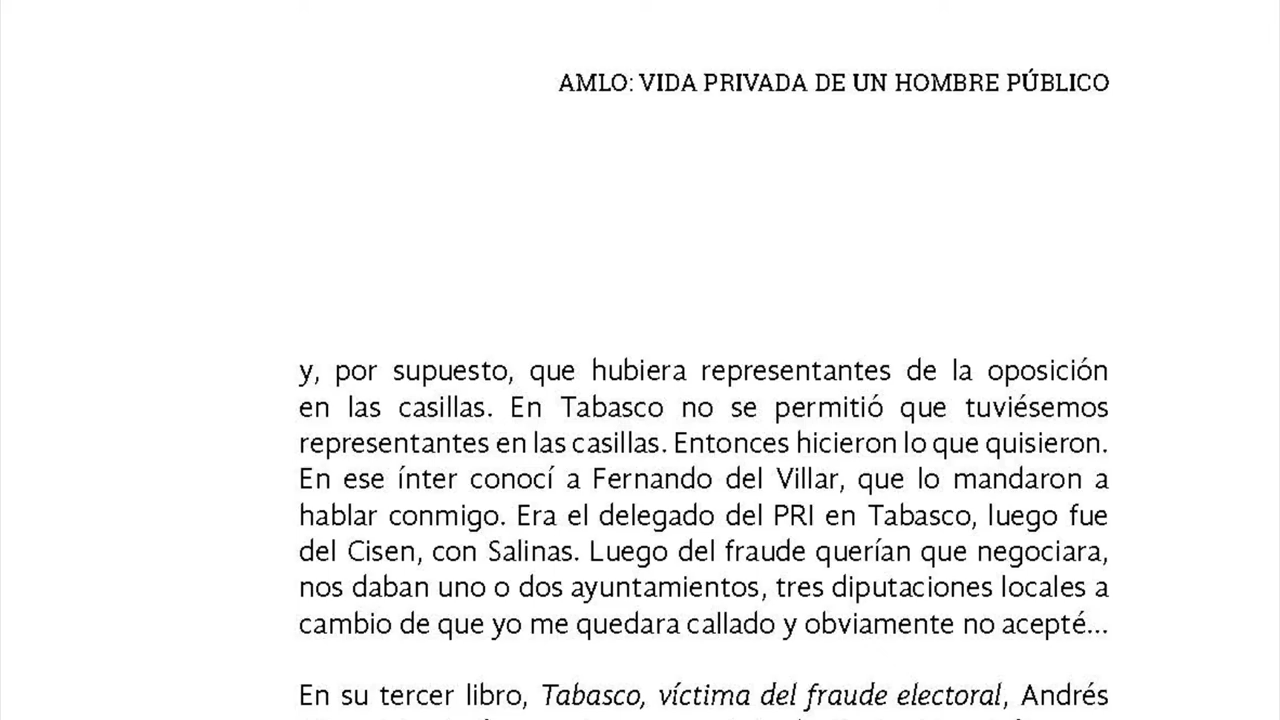 AMLO: VIDA PRIVADA DE UN HOMBRE PÚBLICO
y, por supuesto, que hubiera representantes de la oposición
en las casillas. En Tabasco no se permitió que tuviésemos
representantes en las casillas. Entonces hicieron lo que quisieron.
En ese ínter conocí a Fernando del Villar, que lo mandaron a
hablar conmigo. Era el delegado del PRI en Tabasco, luego fue
del Cisen, con Salinas. Luego del fraude querían que negociara,
nos daban uno o dos ayuntamientos, tres diputaciones locales a
cambio de que yo me quedara callado y obviamente no acepté...
En su tercer libro, Tabasco, víctima del fraude electoral, Andrés